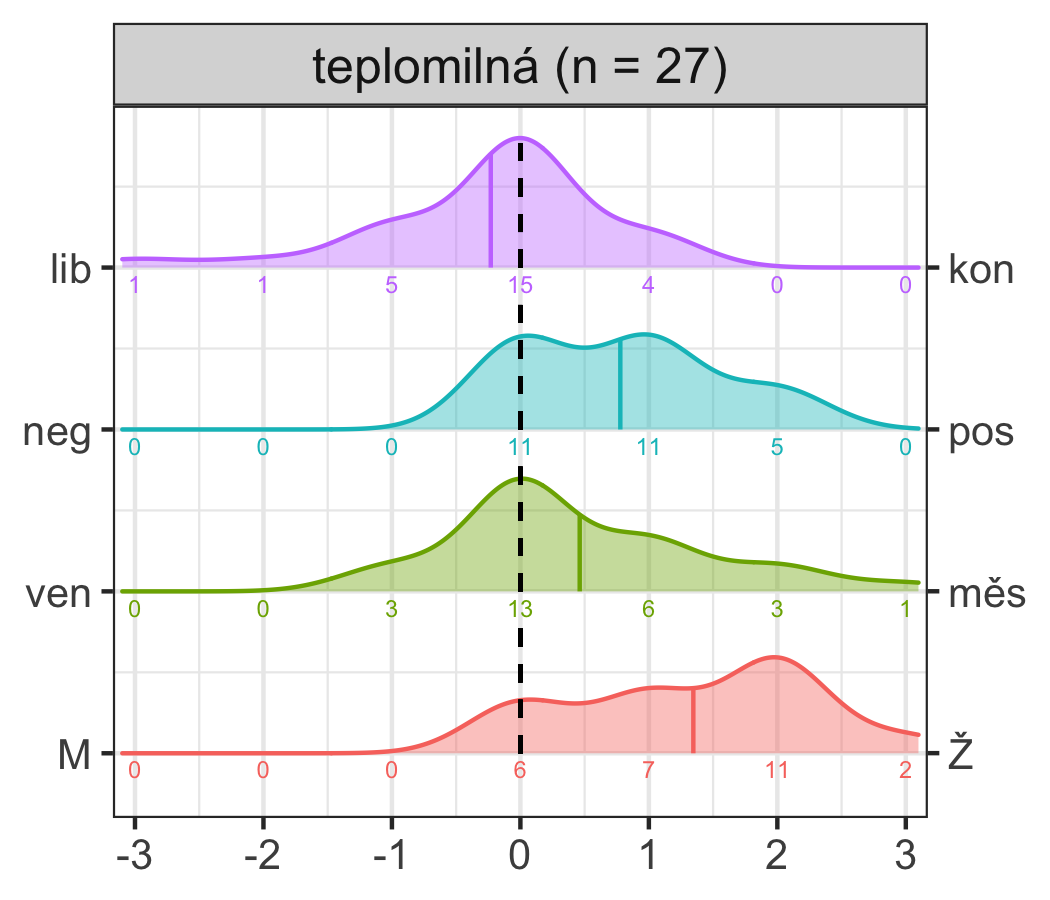 teplomilná (n = 27)
lib kon
1 1 5 15 4 0 0
neg pos
0 0 0 11 11 5 0
ven měs
0 0 3 13 6 3 1
M Ž
0 0 0 6 7 11 2
-3 -2 -1 0 1 2 3